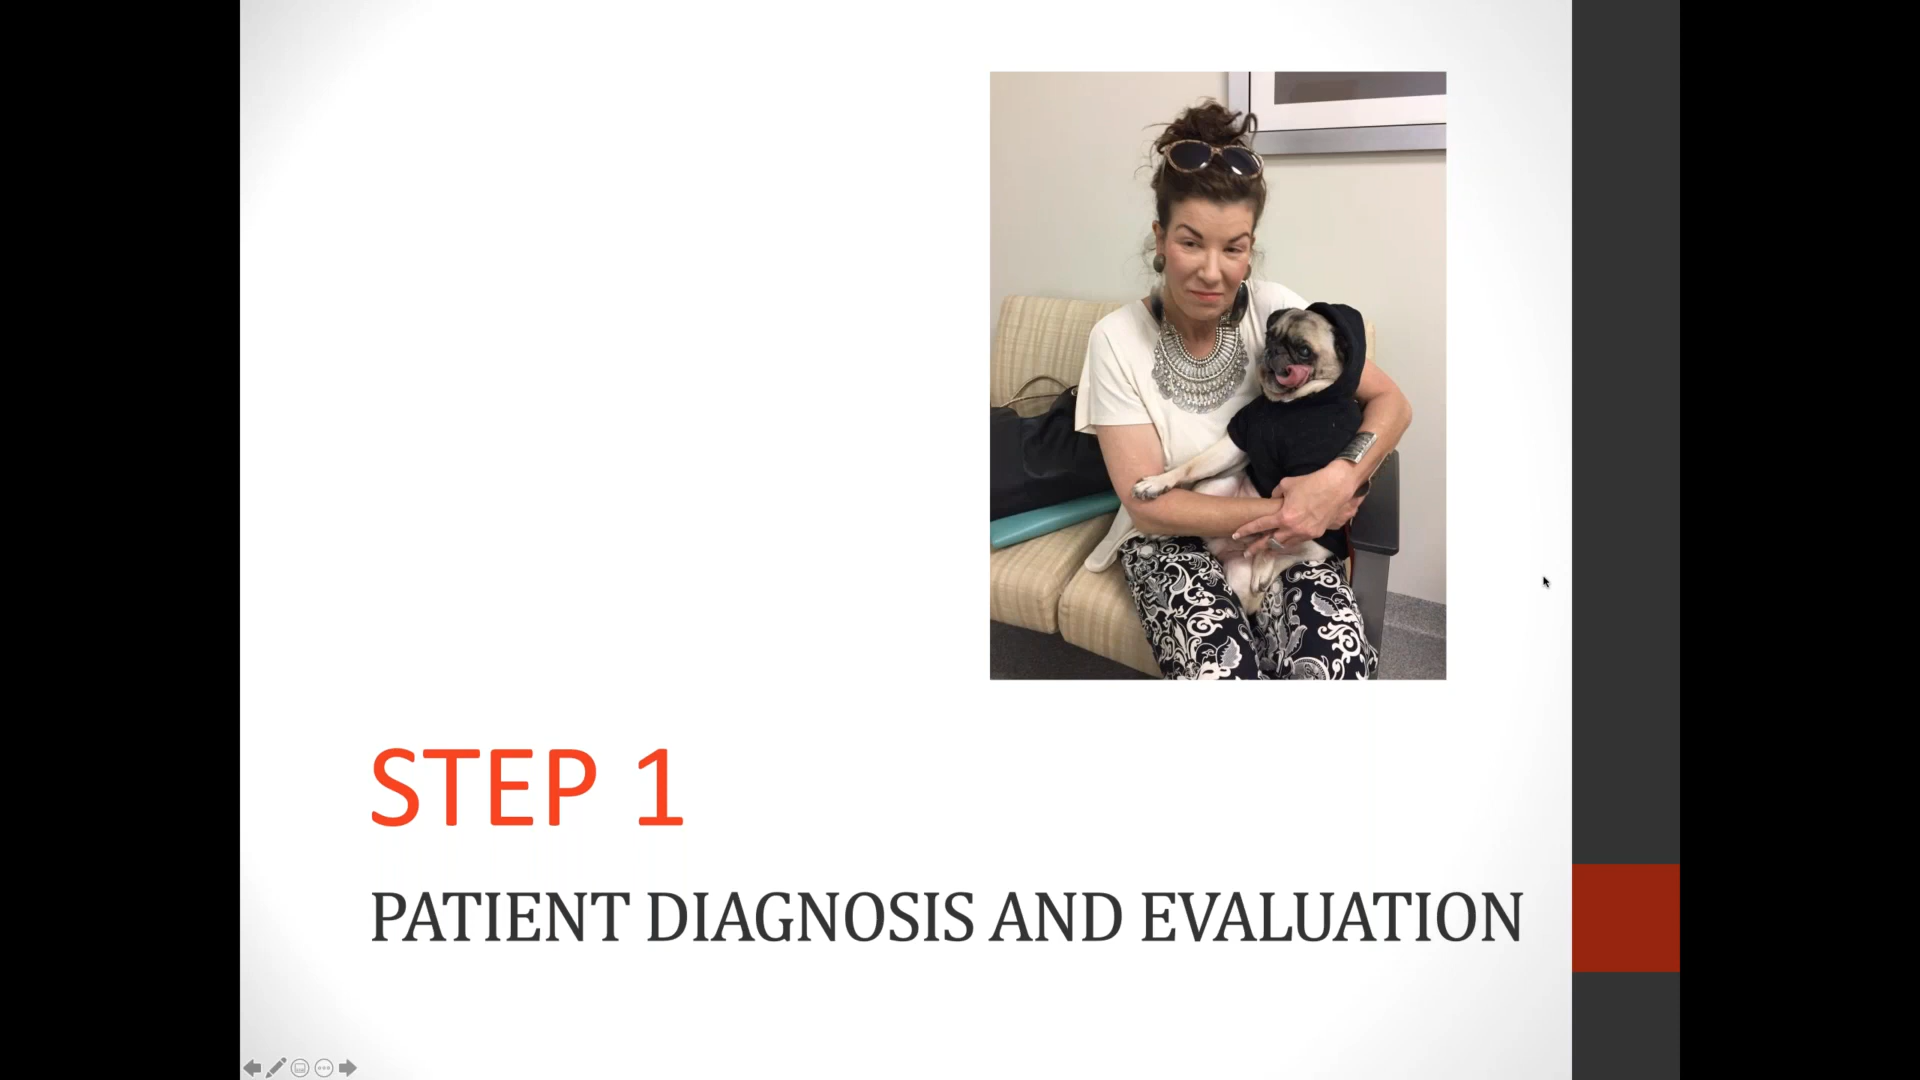 STEP 1
PATIENT DIAGNOSIS AND EVALUATION